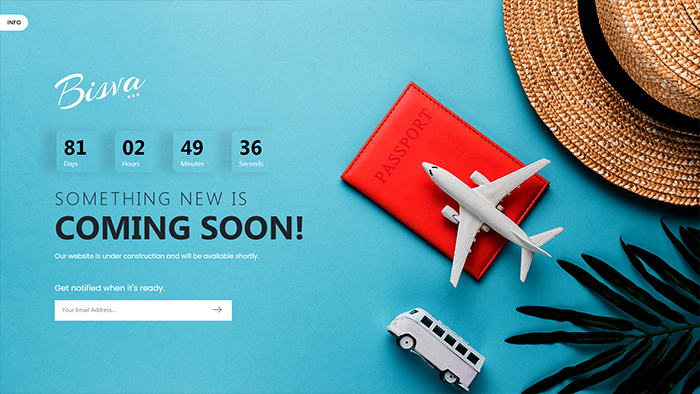 INFO
Bisva...
81 02 49 36
Days Hours Minutes Seconds
SOMETHING NEW IS
COMING SOON!
Our website is under construction and will be available shortly.
Get notified when it's ready.
Your Email Address...
PASSPORT